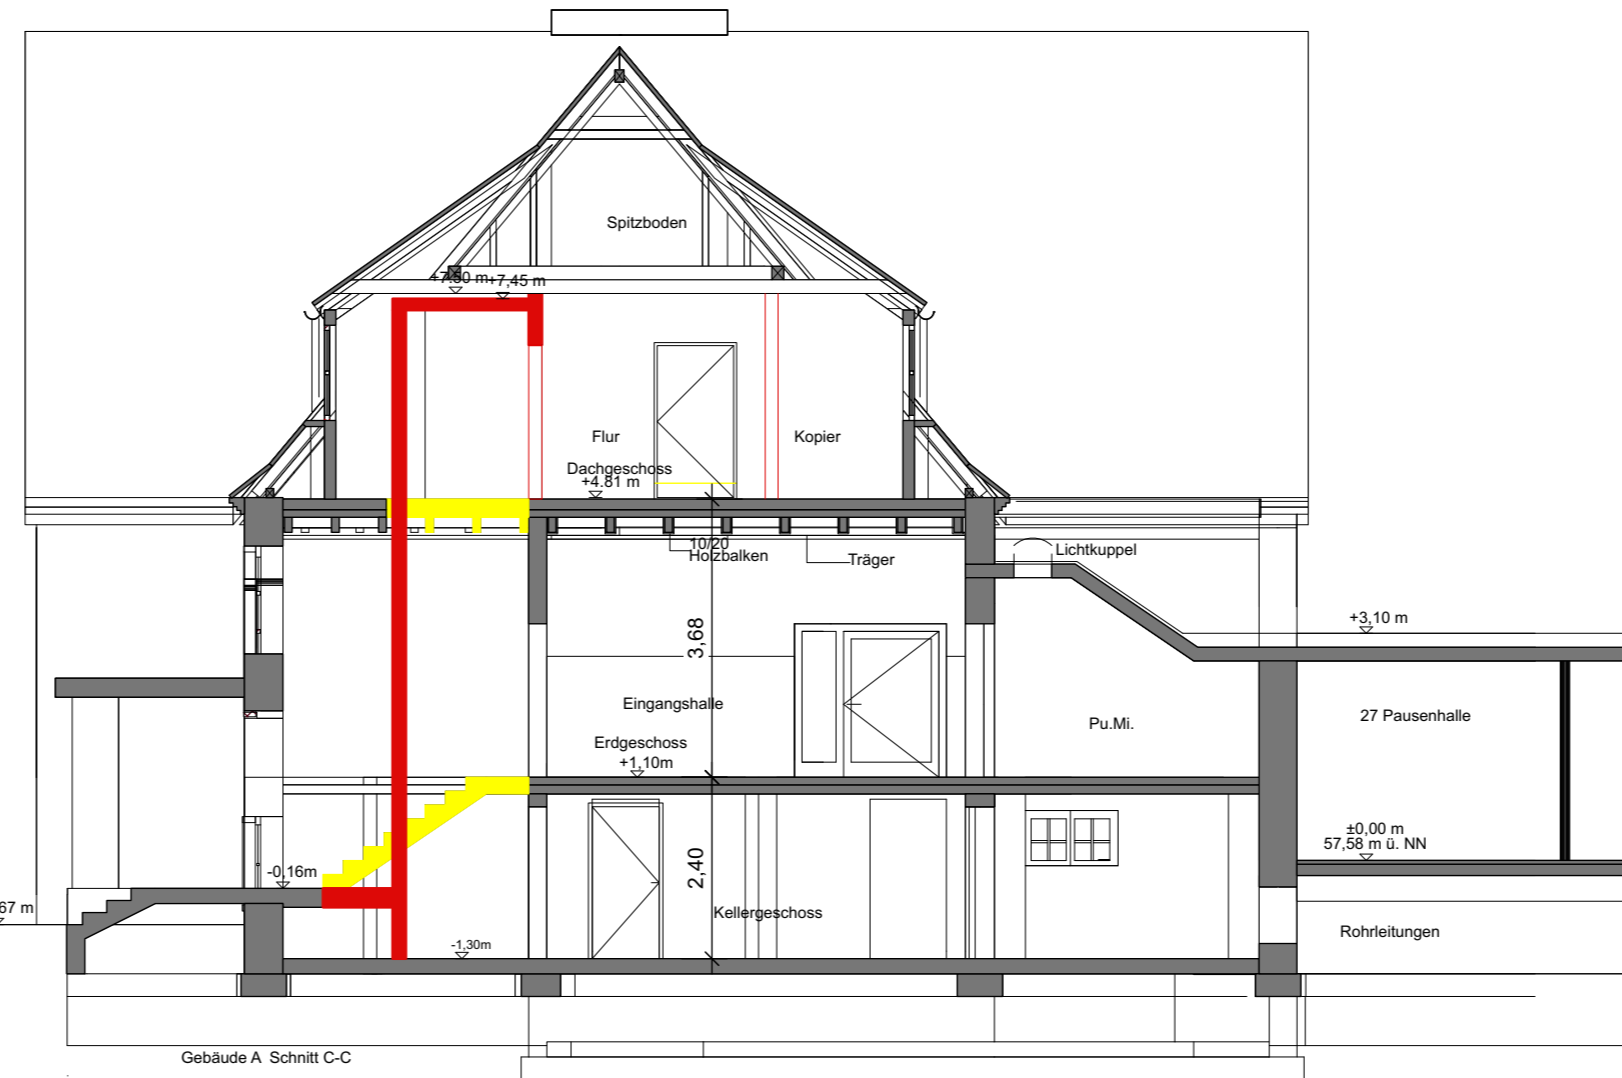 Spitzboden
+7.50 m
+7,45 m
Flur
Kopier
Dachgeschoss
+4.81 m
10/20
Holzbalken
Träger
Lichtkuppel
+3,10 m
3,68
Eingangshalle
Pu.Mi.
27 Pausenhalle
Erdgeschoss
+1,10m
±0,00 m
57,58 m ü. NN
-0,16m
2,40
67 m
Kellergeschoss
Rohrleitungen
-1,30m
Gebäude A Schnitt C-C